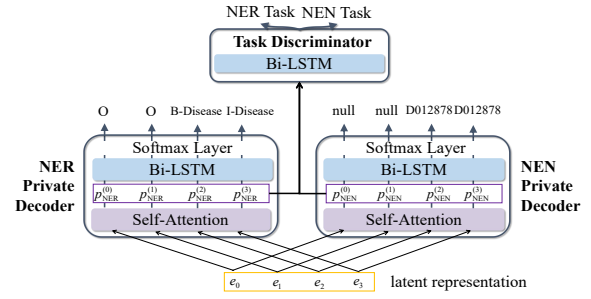 NER Task NEN Task
Task Discriminator
Bi-LSTM
O O B-Disease I-Disease
null null D012878 D012878
NER
Private
Decoder
Softmax Layer
Bi-LSTM
p_NER^(0) p_NER^(1) p_NER^(2) p_NER^(3)
Self-Attention
Softmax Layer
Bi-LSTM
p_NEN^(0) p_NEN^(1) p_NEN^(2) p_NEN^(3)
Self-Attention
NEN
Private
Decoder
e_0 e_1 e_2 e_3
latent representation